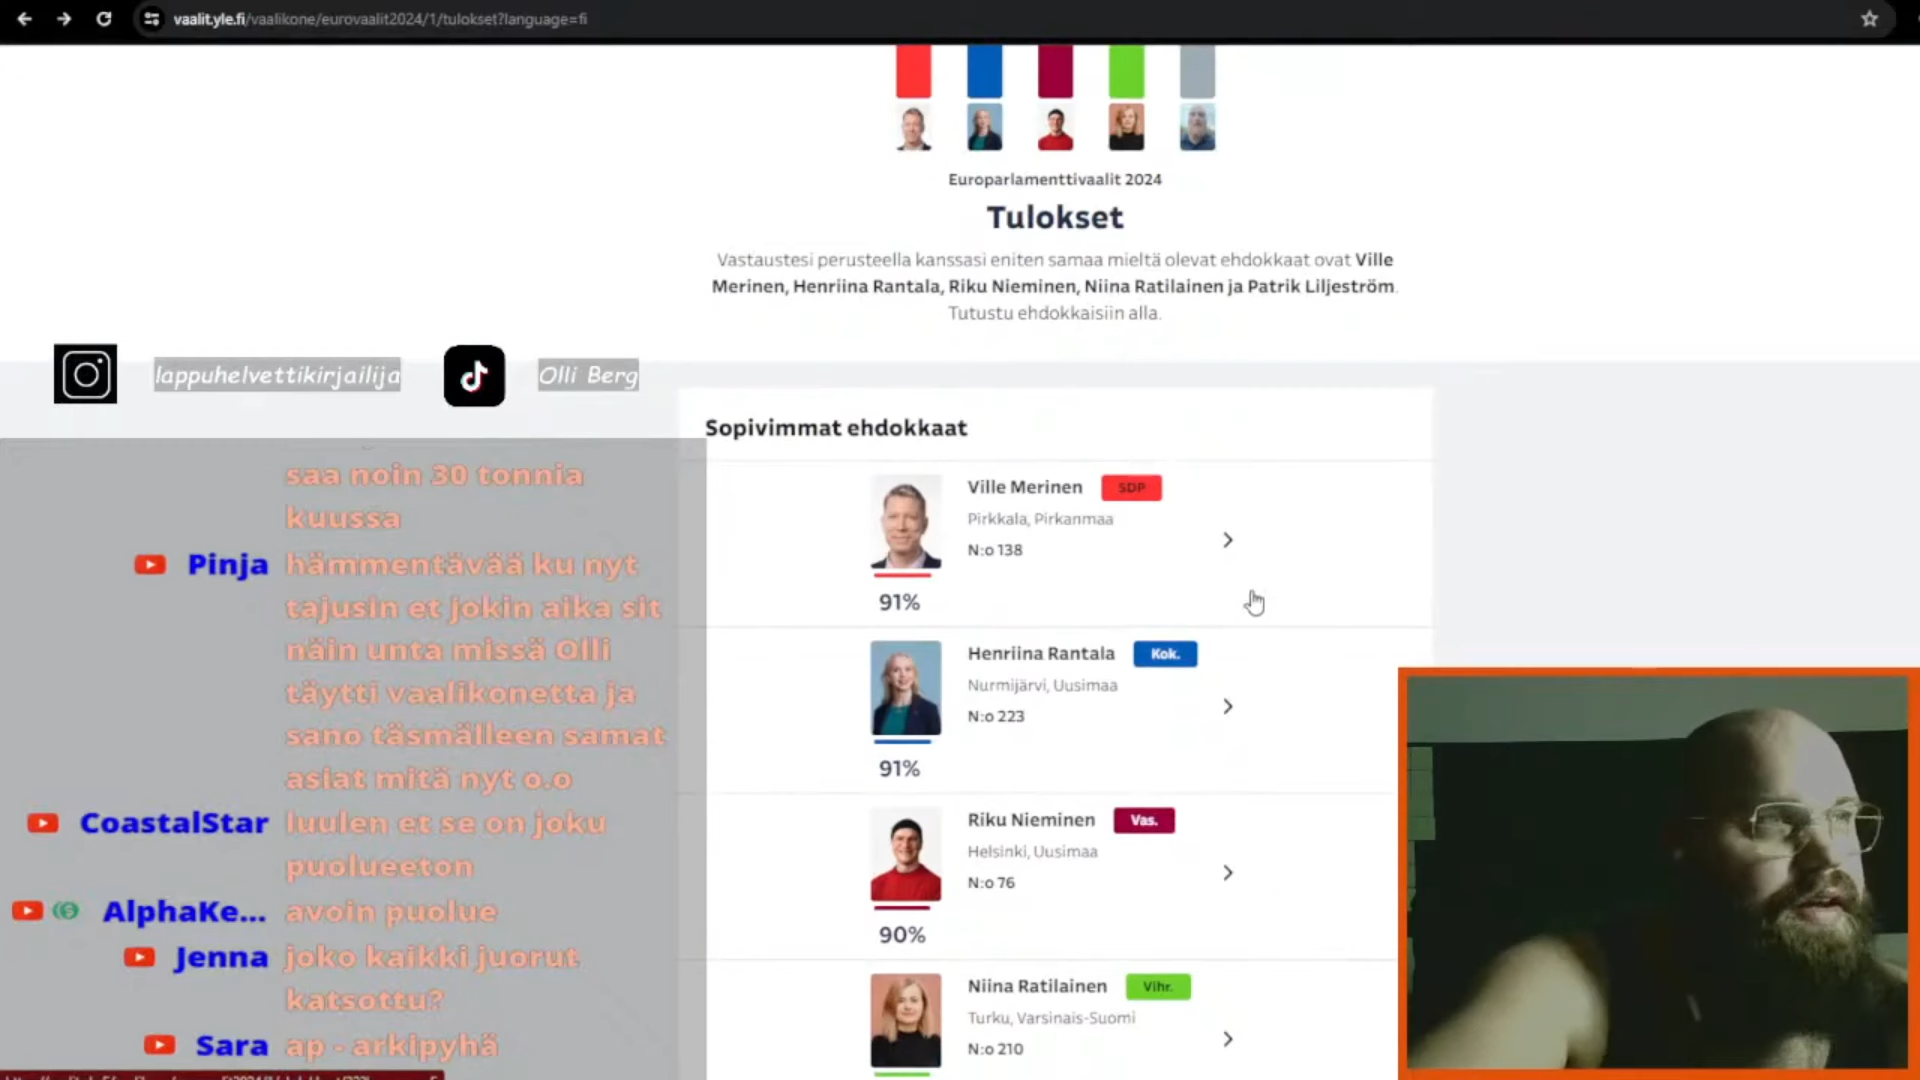 vaalit.yle.fi/vaalikone/eurovaalit2024/1/tulokset?language=fi
Europarlamenttivaalit 2024
Tulokset
Vastaustesi perusteella kanssasi eniten samaa mieltä olevat ehdokkaat ovat Ville
Merinen, Henriina Rantala, Riku Nieminen, Niina Ratilainen ja Patrik Liljeström.
Tutustu ehdokkaisiin alla.
lappuhelvettikirjailija
Olli Berg
Sopivimmat ehdokkaat
Ville Merinen SDP
Pirkkala, Pirkanmaa
N:o 138
91%
Henriina Rantala Kok.
Nurmijärvi, Uusimaa
N:o 223
91%
Riku Nieminen Vas.
Helsinki, Uusimaa
N:o 76
90%
Niina Ratilainen Vihr.
Turku, Varsinais-Suomi
N:o 210
saa noin 30 tonnia
kuussa
Pinja hämmentävää ku nyt
tajusin et jokin aika sit
näin unta missä Olli
täytti vaalikonetta ja
sano täsmälleen samat
asiat mitä nyt o.o
CoastalStar luulen et se on joku
puolueeton
AlphaKe... avoin puolue
Jenna joko kaikki juorut
katsottu?
Sara ap - arkipyhä